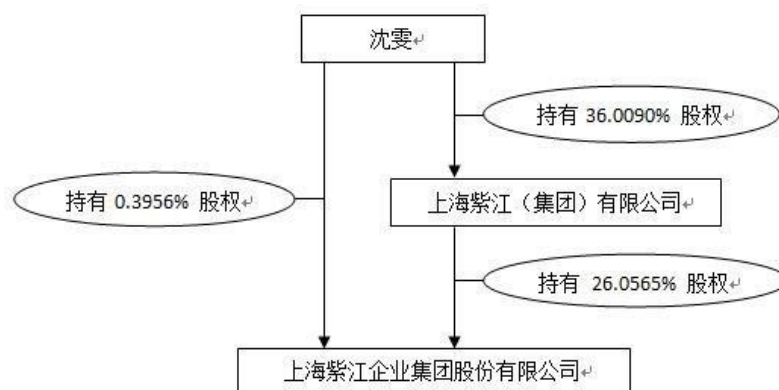 沈雯
持有 36.0090% 股权
持有 0.3956% 股权
上海紫江（集团）有限公司
持有 26.0565% 股权
上海紫江企业集团股份有限公司